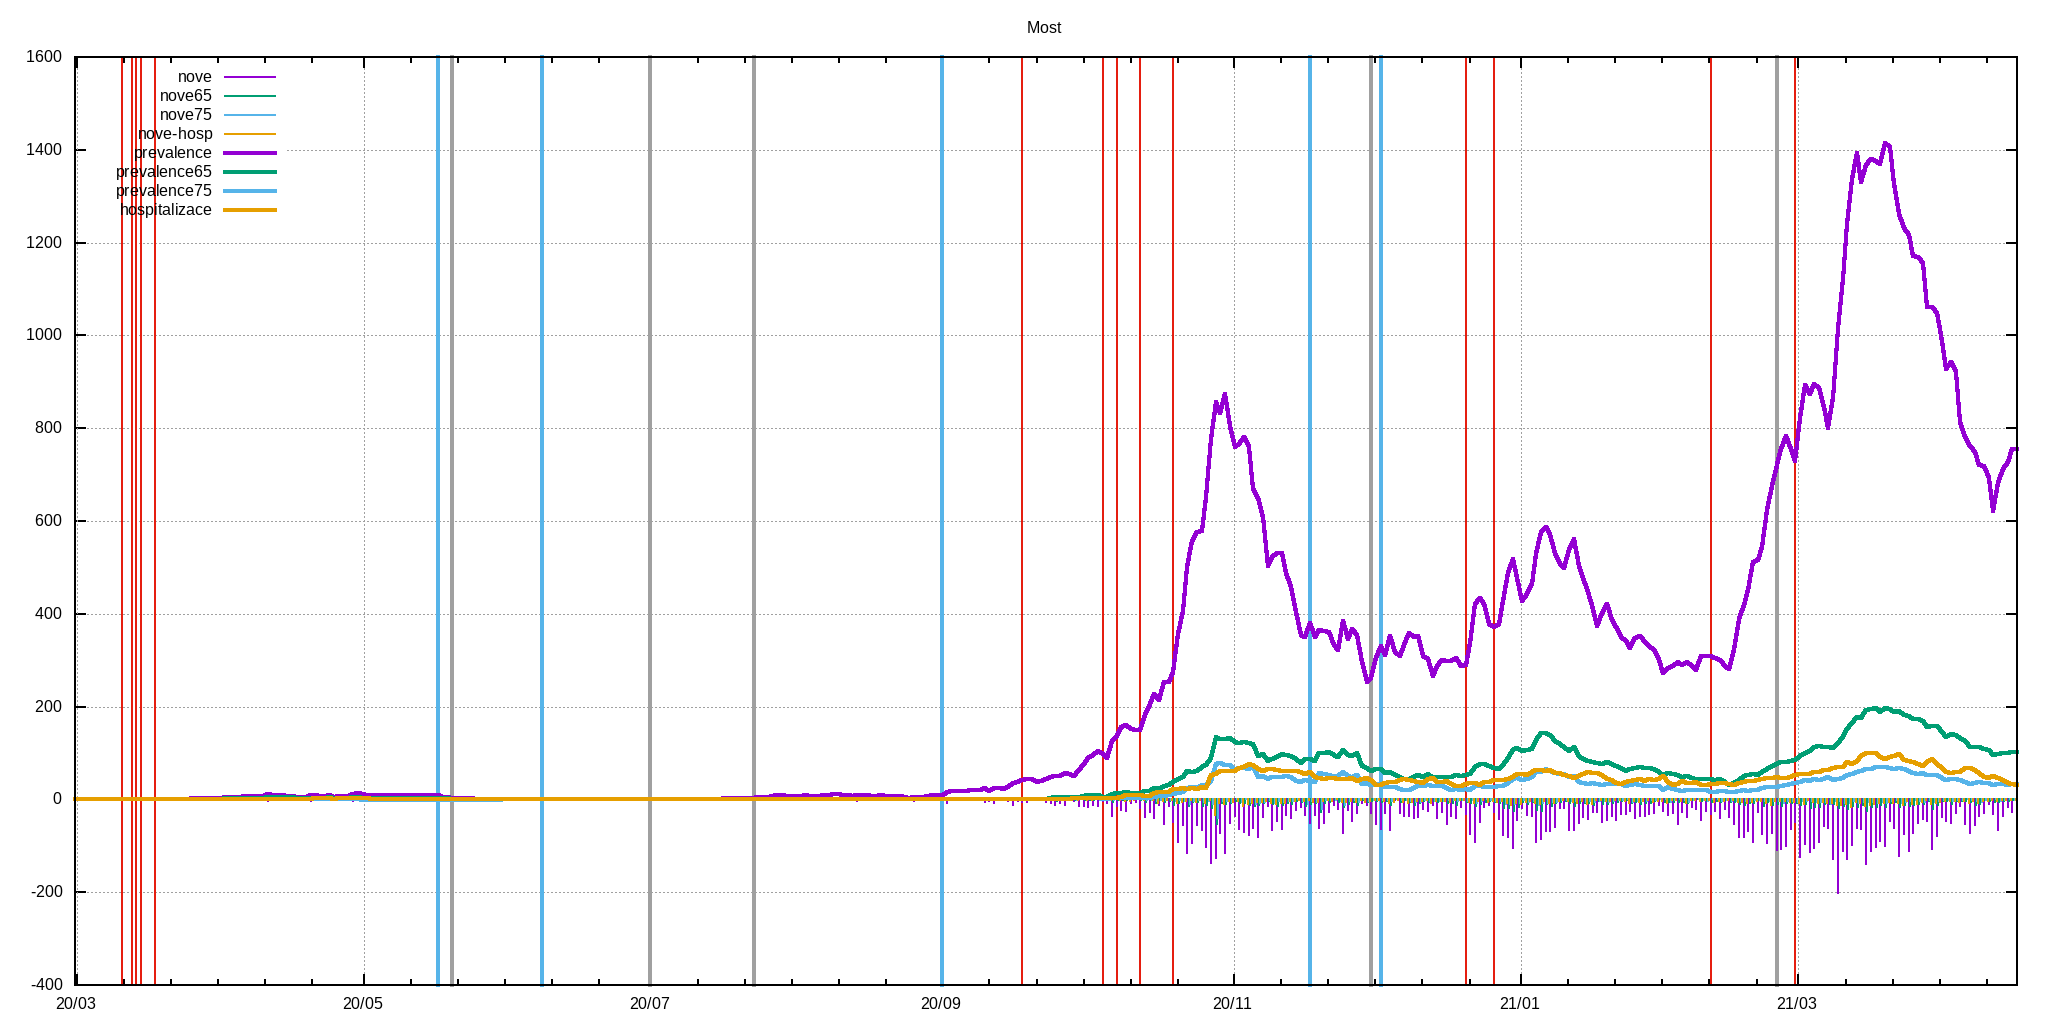 Most
1600
1400
1200
1000
800
600
400
200
0
-200
-400
nove
nove65
nove75
nove-hosp
prevalence
prevalence65
prevalence75
hospitalizace
20/03 20/05 20/07 20/09 20/11 21/01 21/03